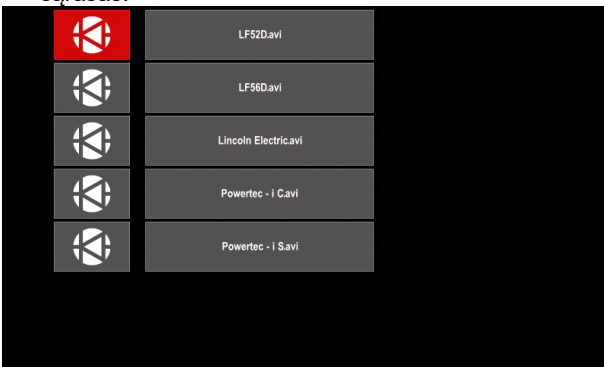 LF52D.avi
LF56D.avi
Lincoln Electric.avi
Powertec - i C.avi
Powertec - i S.avi